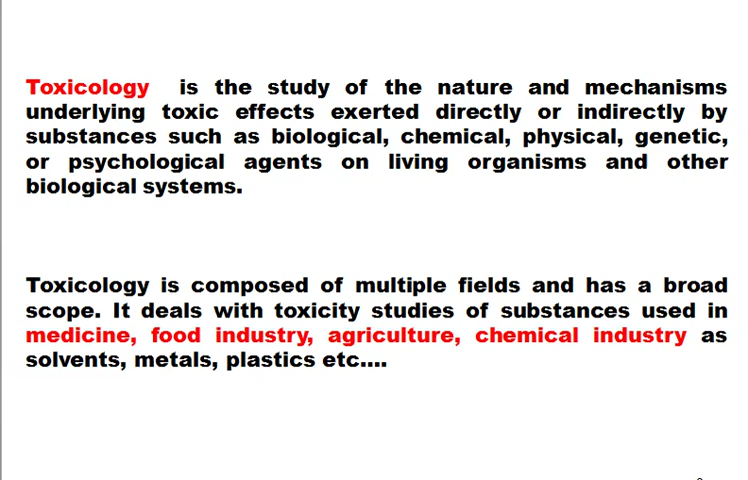 Toxicology is the study of the nature and mechanisms
underlying toxic effects exerted directly or indirectly by
substances such as biological, chemical, physical, genetic,
or psychological agents on living organisms and other
biological systems.
Toxicology is composed of multiple fields and has a broad
scope. It deals with toxicity studies of substances used in
medicine, food industry, agriculture, chemical industry as
solvents, metals, plastics etc....